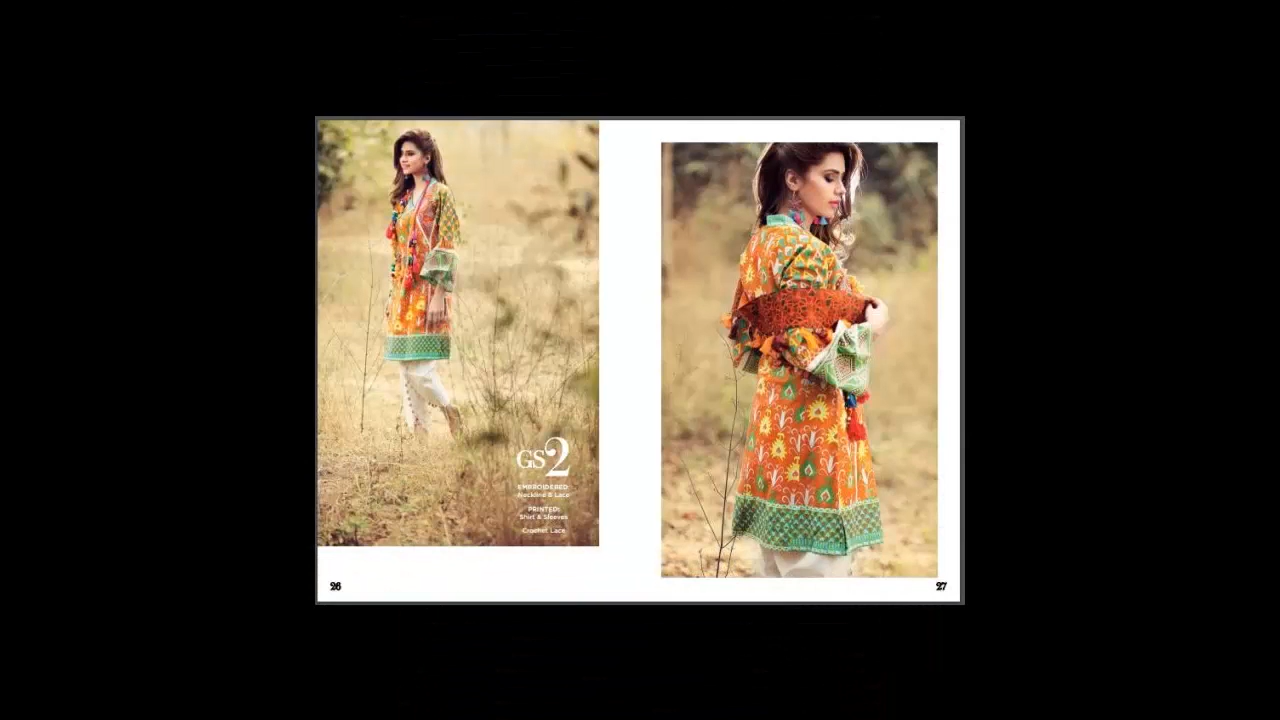 GS2
EMBROIDERED
Neckline & Lace
PRINTED:
Shirt & Sleeves
Crochet Lace
26
27